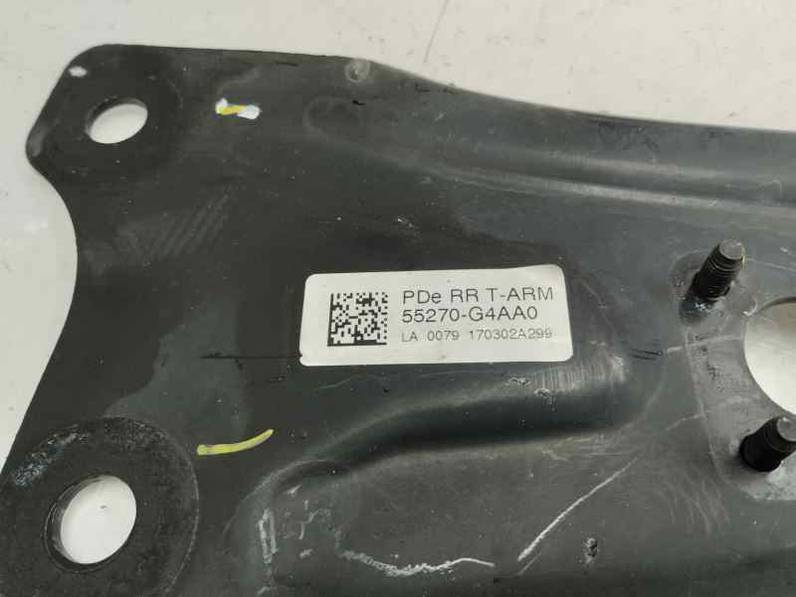 PDe RR T-ARM
55270-G4AA0
LA 0079 170302A299